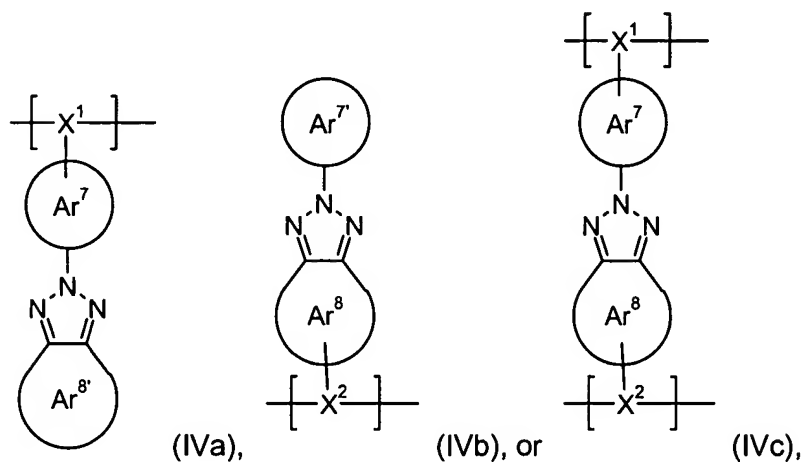 X¹
Ar⁷
N
N N
Ar⁸'
(IVa),
Ar⁷'
N
N N
Ar⁸
X²
(IVb), or
X¹
Ar⁷
N
N N
Ar⁸
X²
(IVc),